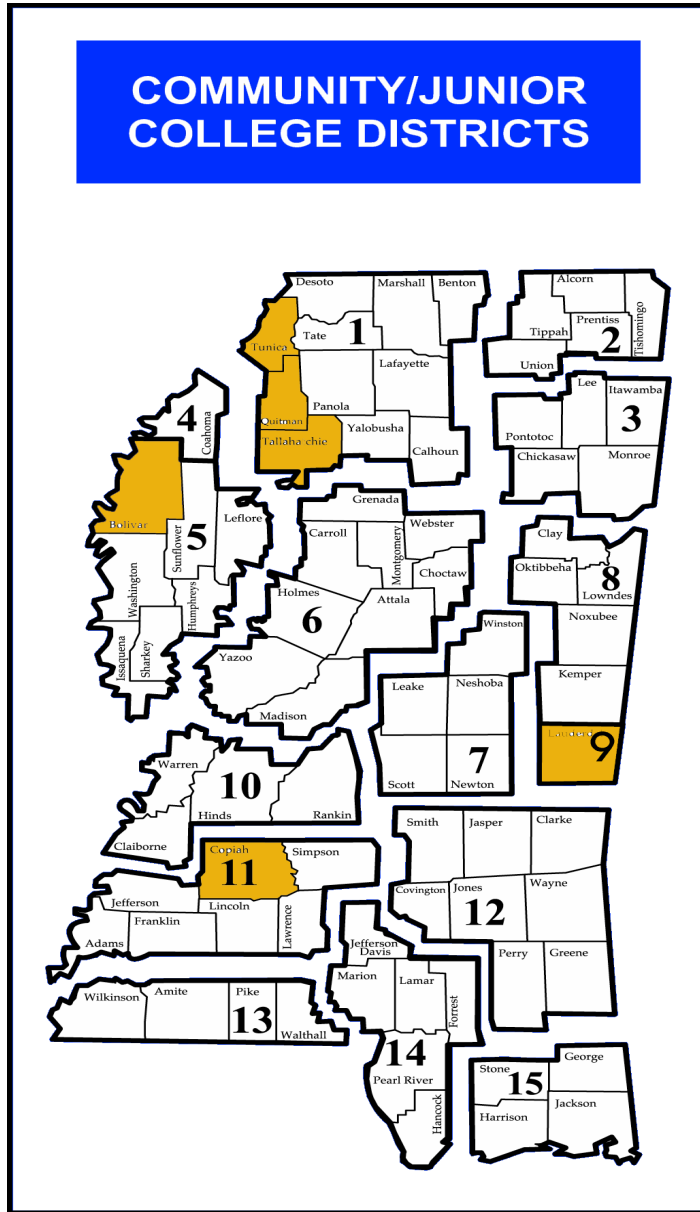 COMMUNITY/JUNIOR
COLLEGE DISTRICTS
Desoto
Marshall
Benton
Tunica
Tate
1
Lafayette
Panola
Quitman
Tallaha chie
Yalobusha
Calhoun
Alcorn
Prentiss
Tippah
2
Tishomingo
Union
Lee
Itawamba
3
Pontotoc
Chickasaw
Monroe
4
Coahoma
Bolivar
5
Sunflower
Leflore
Washington
Humphreys
Issaquena
Sharkey
Grenada
Carroll
Webster
Montgomery
Choctaw
Holmes
Attala
6
Yazoo
Madison
Winston
Leake
Neshoba
7
Scott
Newton
Clay
Oktibbeha
8
Lowndes
Noxubee
Kemper
9
Warren
10
Hinds
Rankin
Claiborne
Copiah
Simpson
11
Jefferson
Lincoln
Franklin
Lawrence
Adams
Smith
Jasper
Clarke
Covington
Jones
Wayne
12
Perry
Greene
Wilkinson
Amite
Pike
13
Walthall
Jefferson
Davis
Marion
Lamar
Forrest
14
Pearl River
Hancock
Stone
George
15
Harrison
Jackson